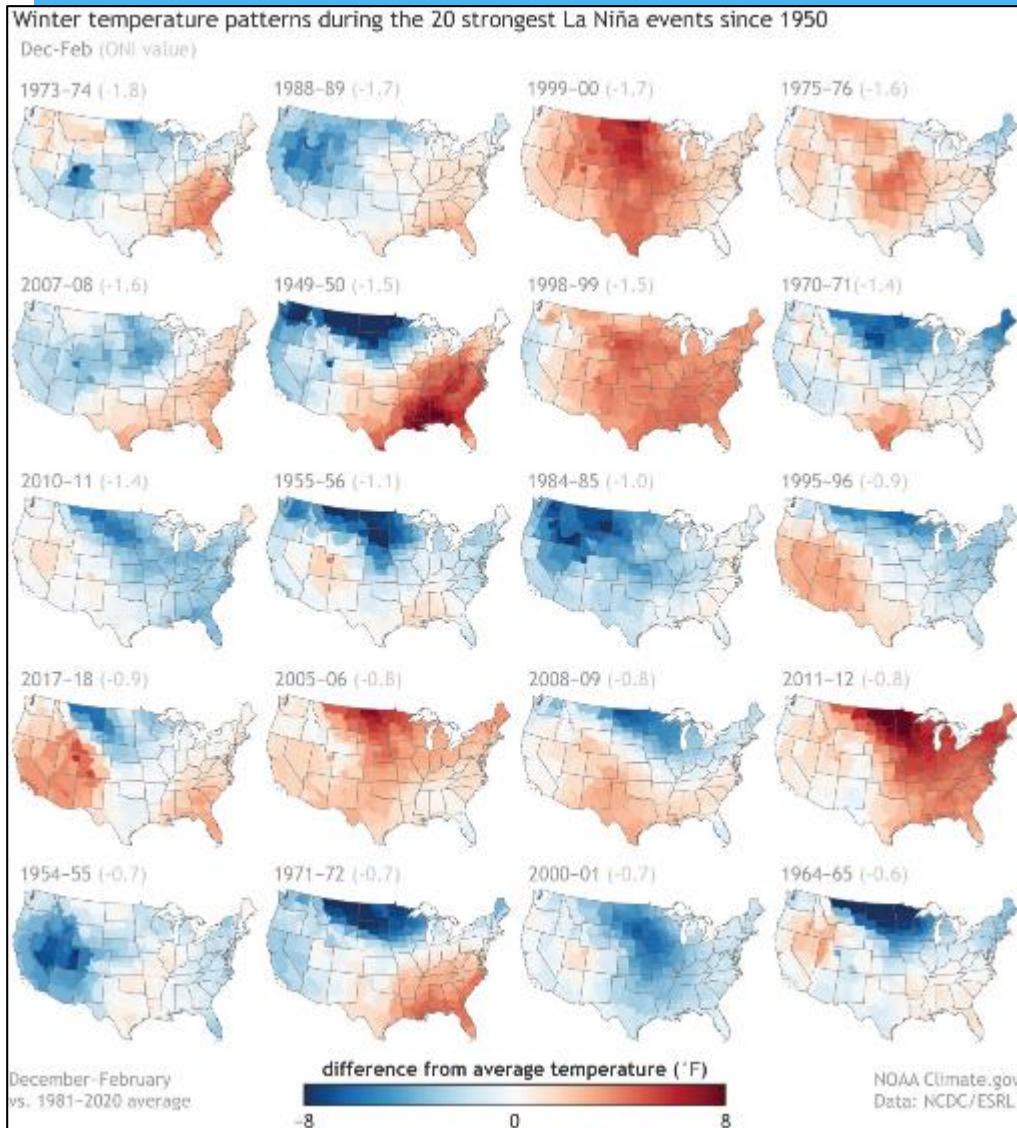 Winter temperature patterns during the 20 strongest La Niña events since 1950
Dec-Feb (ONI value)
1973-74 (-1.8)
1988-89 (-1.7)
1999-00 (-1.7)
1975-76 (-1.6)
2007-08 (-1.6)
1949-50 (-1.5)
1998-99 (-1.5)
1970-71(-1.4)
2010-11 (-1.4)
1955-56 (-1.1)
1984-85 (-1.0)
1995-96 (-0.9)
2017-18 (-0.9)
2005-06 (-0.8)
2008-09 (-0.8)
2011-12 (-0.8)
1954-55 (-0.7)
1971-72 (-0.7)
2000-01 (-0.7)
1964-65 (-0.6)
December-February
vs. 1981-2020 average
difference from average temperature (°F)
-8 0 8
NOAA Climate.gov
Data: NCDC/ESRL